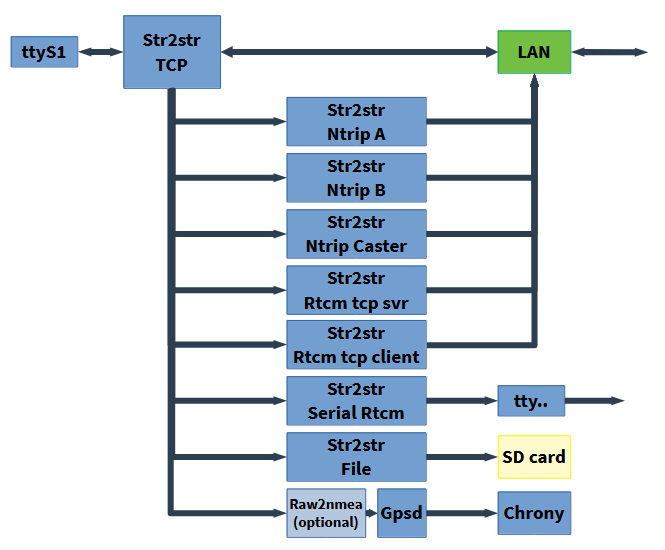 ttyS1
Str2str
TCP
LAN
Str2str
Ntrip A
Str2str
Ntrip B
Str2str
Ntrip Caster
Str2str
Rtcm tcp svr
Str2str
Rtcm tcp client
Str2str
Serial Rtcm
tty..
Str2str
File
SD card
Raw2nmea
(optional)
Gpsd
Chrony